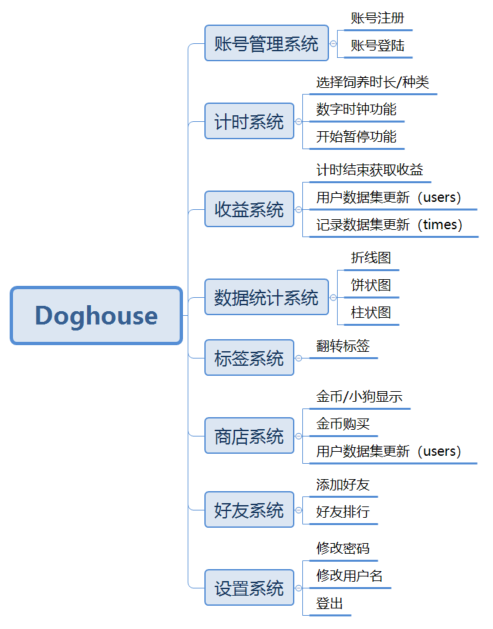 Doghouse
账号管理系统
账号注册
账号登陆
计时系统
选择饲养时长/种类
数字时钟功能
开始暂停功能
收益系统
计时结束获取收益
用户数据集更新（users）
记录数据集更新（times）
数据统计系统
折线图
饼状图
柱状图
标签系统
翻转标签
商店系统
金币/小狗显示
金币购买
用户数据集更新（users）
好友系统
添加好友
好友排行
设置系统
修改密码
修改用户名
登出